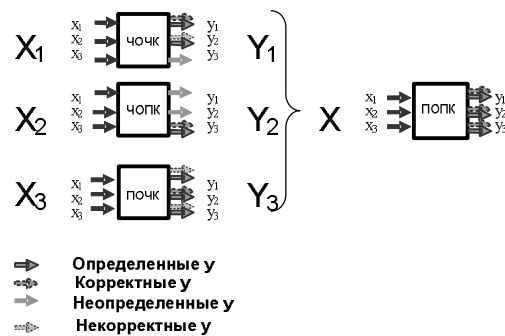 X1 x1 x2 x3 ЧОЧК y1 y2 y3 Y1
X2 x1 x2 x3 ЧОПК y1 y2 y3 Y2
X x1 x2 x3 ПОПК y1 y2 y3
X3 x1 x2 x3 ПОЧК y1 y2 y3 Y3
Определенные y
Корректные y
Неопределенные y
Некорректные y